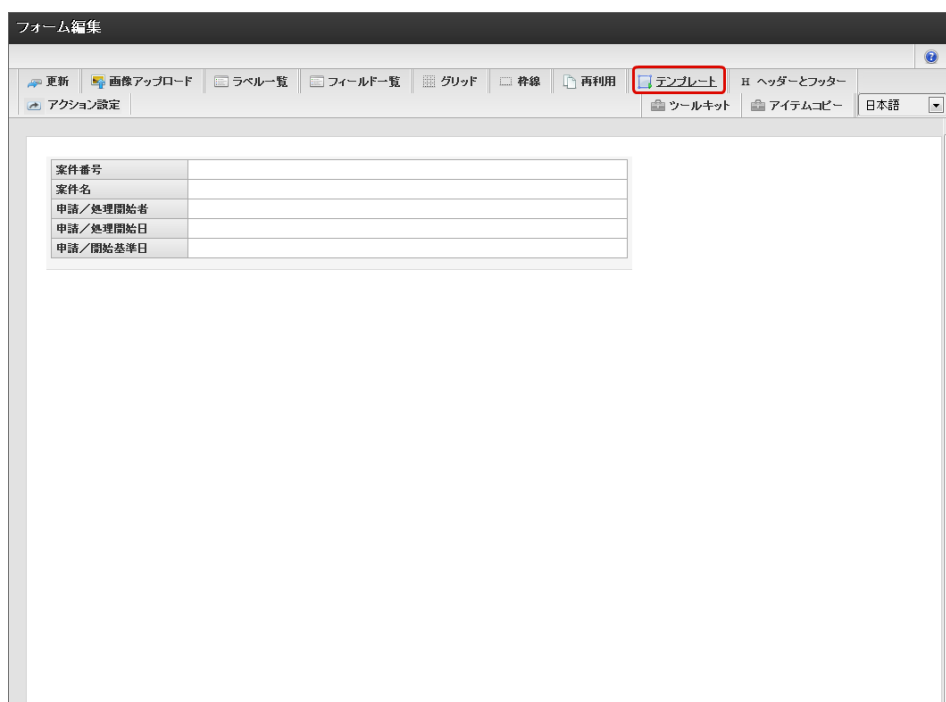 フォーム編集
更新 画像アップロード ラベル一覧 フィールド一覧 グリッド 枠線 再利用 テンプレート H ヘッダーとフッター
アクション設定 ツールキット アイテムコピー 日本語
案件番号
案件名
申請/処理開始者
申請/処理開始日
申請/開始基準日